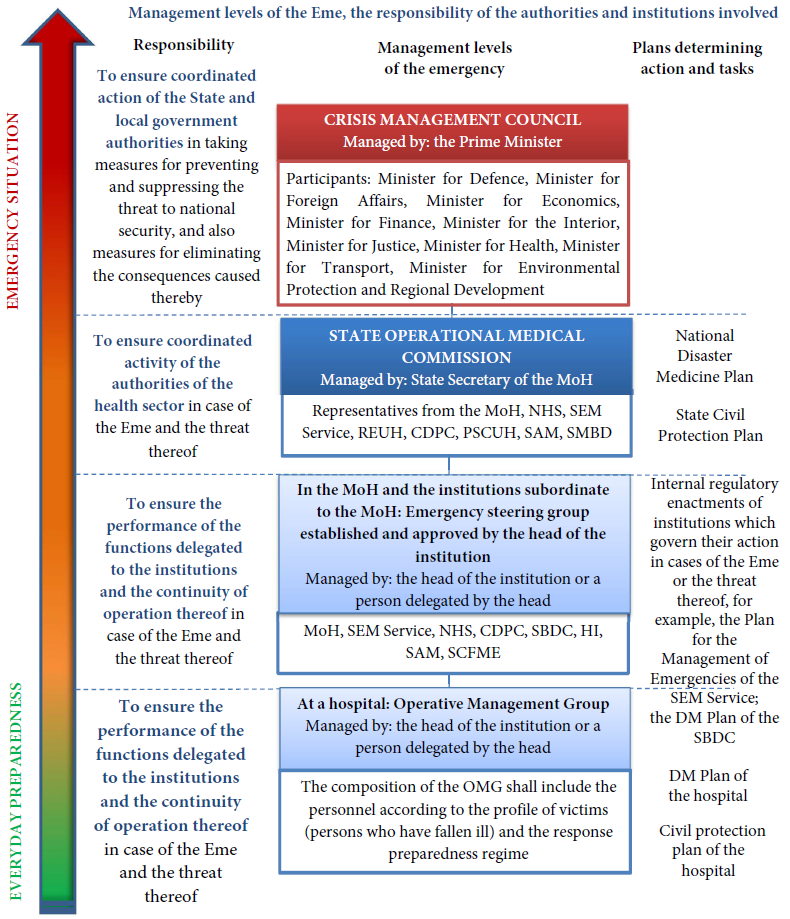 Management levels of the Eme, the responsibility of the authorities and institutions involved
Responsibility
Management levels
of the emergency
Plans determining
action and tasks
EMERGENCY SITUATION
To ensure coordinated
action of the State and
local government
authorities in taking
measures for preventing
and suppressing the
threat to national
security, and also
measures for eliminating
the consequences caused
thereby
CRISIS MANAGEMENT COUNCIL
Managed by: the Prime Minister
Participants: Minister for Defence, Minister for
Foreign Affairs, Minister for Economics,
Minister for Finance, Minister for the Interior,
Minister for Justice, Minister for Health, Minister
for Transport, Minister for Environmental
Protection and Regional Development
To ensure coordinated
activity of the
authorities of the
health sector in case of
the Eme and the threat
thereof
STATE OPERATIONAL MEDICAL
COMMISSION
Managed by: State Secretary of the MoH
Representatives from the MoH, NHS, SEM
Service, REUH, CDPC, PSCUH, SAM, SMBD
National
Disaster
Medicine Plan
State Civil
Protection Plan
To ensure the
performance of the
functions delegated
to the institutions
and the continuity
of operation thereof in
case of the Eme and
the threat thereof
In the MoH and the institutions subordinate
to the MoH: Emergency steering group
established and approved by the head of the
institution
Managed by: the head of the institution or a
person delegated by the head
MoH, SEM Service, NHS, CDPC, SBDC, HI,
SAM, SCFME
Internal regulatory
enactments of
institutions which
govern their action
in cases of the Eme
or the threat
thereof, for
example, the Plan
for the
Management of
Emergencies of the
SEM Service;
the DM Plan of the
SBDC
EVERYDAY PREPAREDNESS
To ensure the
performance of the
functions delegated
to the institutions
and the continuity
of operation thereof
in case of the Eme
and the threat
thereof
At a hospital: Operative Management Group
Managed by: the head of the institution or a
person delegated by the head
The composition of the OMG shall include the
personnel according to the profile of victims
(persons who have fallen ill) and the response
preparedness regime
DM Plan of
the hospital
Civil protection
plan of the
hospital